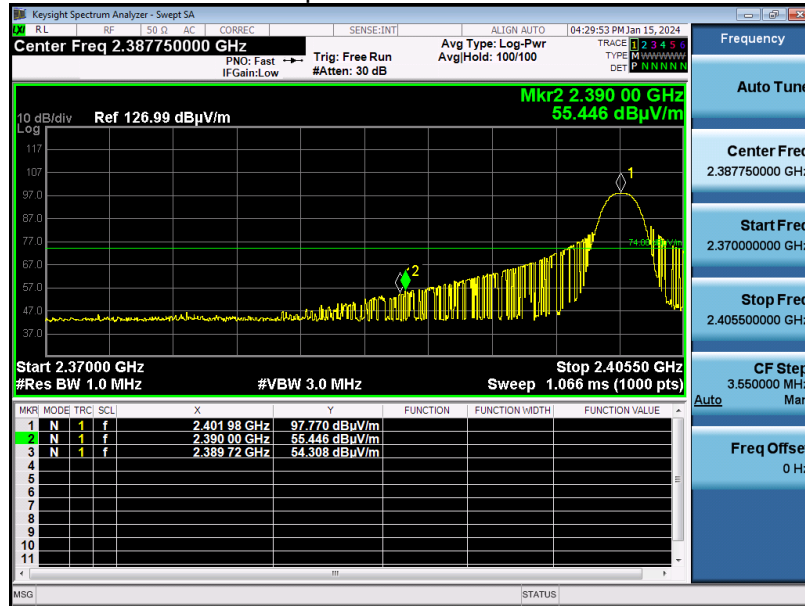 Keysight Spectrum Analyzer - Swept SA
LXI RL RF 50 Ω AC CORREC SENSE:INT ALIGN AUTO 04:29:53 PM Jan 15, 2024
Center Freq 2.387750000 GHz
PNO: Fast
IFGain:Low
Trig: Free Run
#Atten: 30 dB
Avg Type: Log-Pwr
Avg|Hold: 100/100
TRACE 1 2 3 4 5 6
TYPE M WWWWW
DET P N N N N N
Mkr2 2.390 00 GHz
55.446 dBµV/m
10 dB/div Ref 126.99 dBµV/m
Log
117
107
97.0
87.0
77.0
67.0
57.0
47.0
37.0
1
2
Start 2.37000 GHz
Stop 2.40550 GHz
#Res BW 1.0 MHz
#VBW 3.0 MHz
Sweep 1.066 ms (1000 pts)
MKR MODE TRC SCL X Y FUNCTION FUNCTION WIDTH FUNCTION VALUE
1 N 1 f 2.401 98 GHz 97.770 dBµV/m
2 N 1 f 2.390 00 GHz 55.446 dBµV/m
3 N 1 f 2.389 72 GHz 54.308 dBµV/m
4
5
6
7
8
9
10
11
MSG
STATUS
Frequency
Auto Tune
Center Freq
2.387750000 GHz
Start Freq
2.370000000 GHz
Stop Freq
2.405500000 GHz
CF Step
3.550000 MHz
Auto Man
Freq Offset
0 Hz